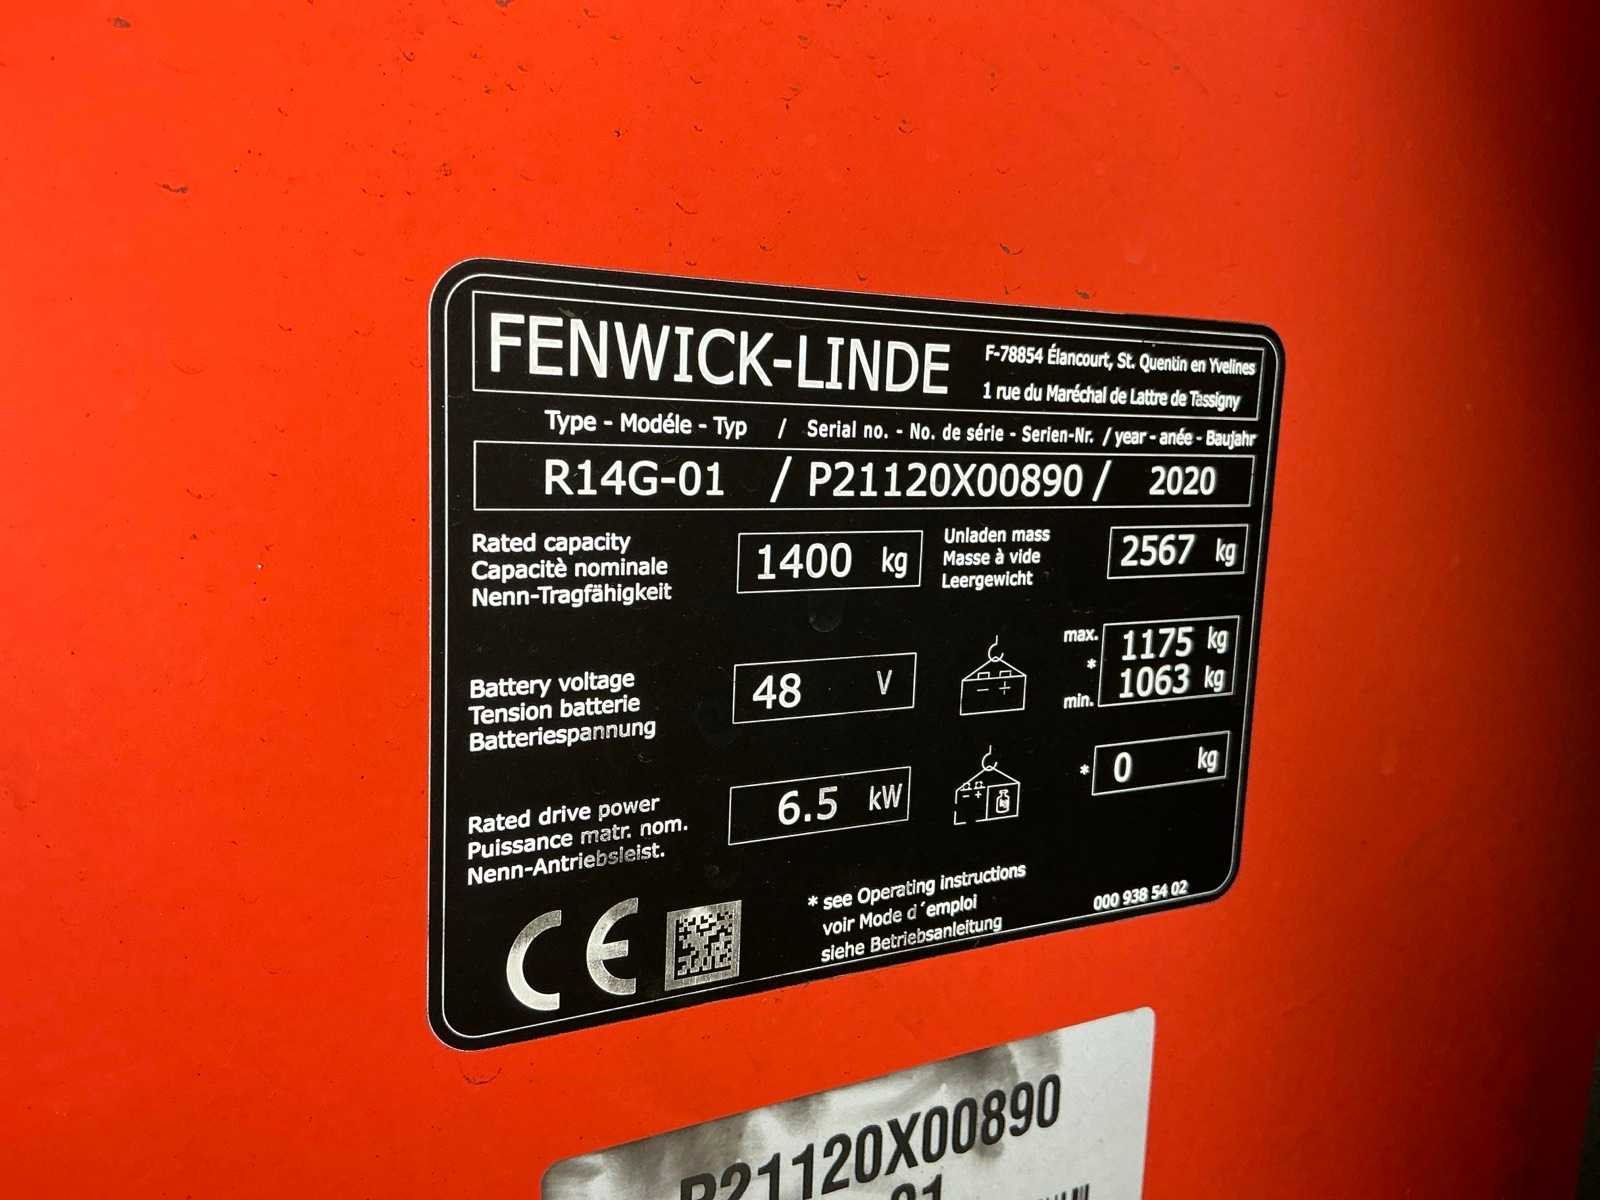 FENWICK-LINDE
F-78854 Élancourt, St. Quentin en Yvelines
1 rue du Maréchal de Lattre de Tassigny
Type - Modéle - Typ / Serial no. - No. de série - Serien-Nr. / year - anée - Baujahr
R14G-01 / P21120X00890 / 2020
Rated capacity
Capacitè nominale
Nenn-Tragfähigkeit
1400 kg
Unladen mass
Masse à vide
Leergewicht
2567 kg
Battery voltage
Tension batterie
Batteriespannung
48 V
- +
max. 1175 kg
*
min. 1063 kg
Rated drive power
Puissance matr. nom.
Nenn-Antriebsleist.
6.5 kW
- + kg
* 0 kg
CE
* see Operating instructions
voir Mode d´emploi
siehe Betriebsanleitung
000 938 54 02
P21120X00890